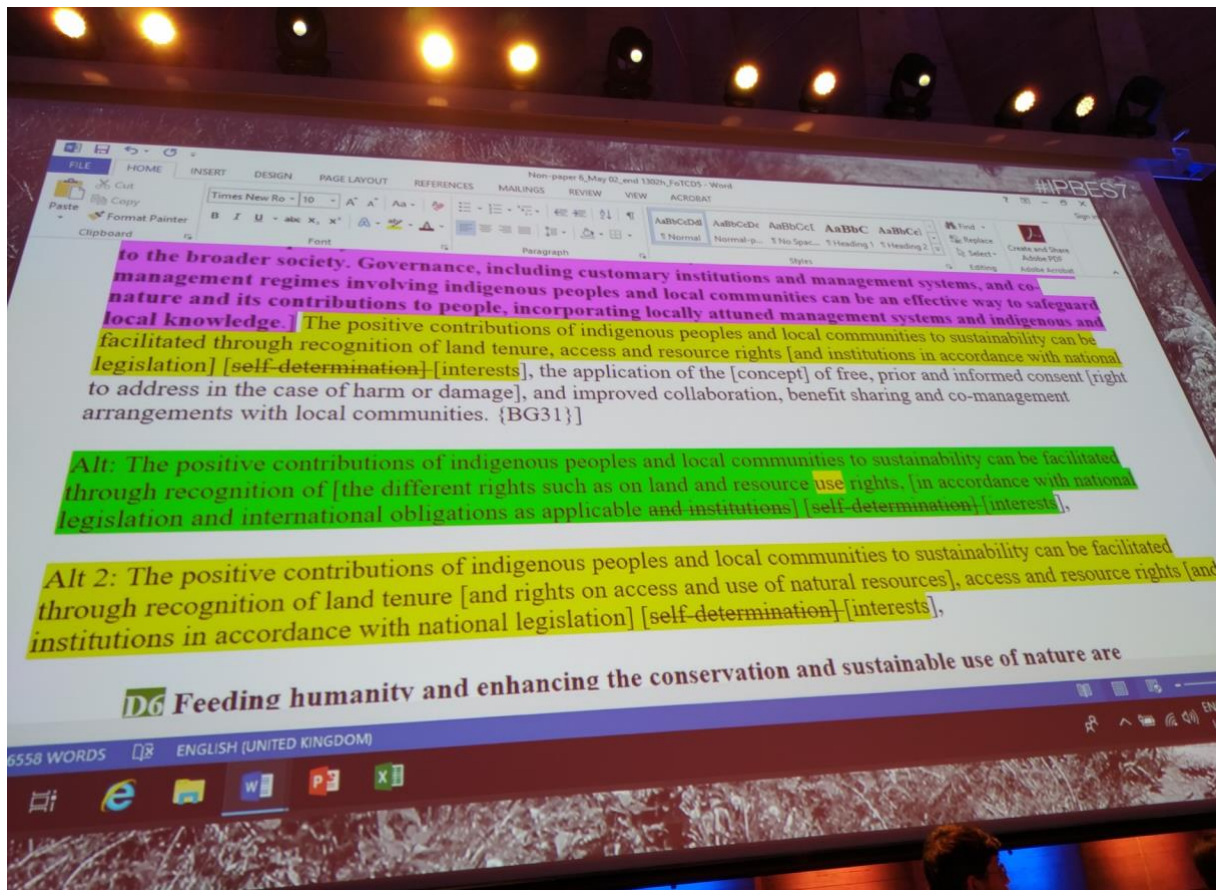 #IPBES7
Non-paper 6_May 02_end 1302h_FoTCD5 - Word
FILE HOME INSERT DESIGN PAGE LAYOUT REFERENCES MAILINGS REVIEW VIEW ACROBAT
Sign in
Paste
Cut
Copy
Format Painter
Clipboard
Times New Ro 10
Font
Paragraph
AaBbCcDdI AaBbCcDc AaBbCcI AaBbC AaBbCcI
¶ Normal Normal-p... ¶ No Spac... ¶ Heading 1 ¶ Heading 2
Styles
Find
Replace
Select
Editing
Create and Share
Adobe PDF
Adobe Acrobat
to the broader society. Governance, including customary institutions and management systems, and co-
management regimes involving indigenous peoples and local communities can be an effective way to safeguard
nature and its contributions to people, incorporating locally attuned management systems and indigenous and
local knowledge.] The positive contributions of indigenous peoples and local communities to sustainability can be
facilitated through recognition of land tenure, access and resource rights [and institutions in accordance with national
legislation] [self-determination] [interests], the application of the [concept] of free, prior and informed consent [right
to address in the case of harm or damage], and improved collaboration, benefit sharing and co-management
arrangements with local communities. {BG31}]
Alt: The positive contributions of indigenous peoples and local communities to sustainability can be facilitated
through recognition of [the different rights such as on land and resource use rights, [in accordance with national
legislation and international obligations as applicable and institutions] [self-determination] [interests],
Alt 2: The positive contributions of indigenous peoples and local communities to sustainability can be facilitated
through recognition of land tenure [and rights on access and use of natural resources], access and resource rights [and
institutions in accordance with national legislation] [self-determination] [interests],
D6 Feeding humanity and enhancing the conservation and sustainable use of nature are
6558 WORDS ENGLISH (UNITED KINGDOM)